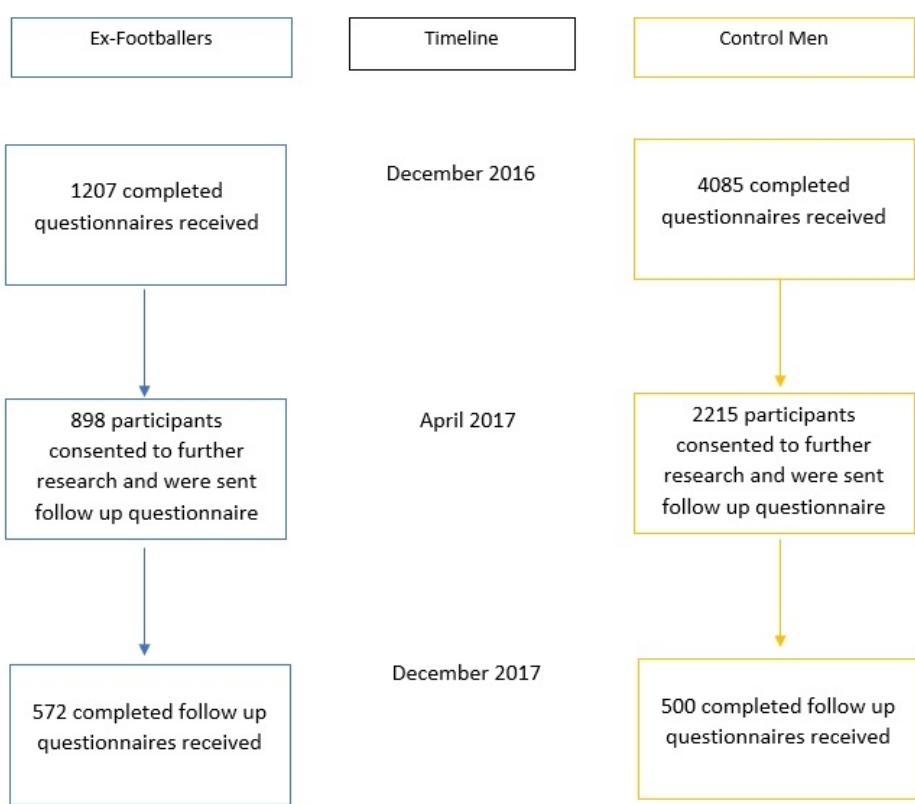 Ex-Footballers
Timeline
Control Men
1207 completed
questionnaires received
December 2016
4085 completed
questionnaires received
898 participants
consented to further
research and were sent
follow up questionnaire
April 2017
2215 participants
consented to further
research and were sent
follow up questionnaire
572 completed follow up
questionnaires received
December 2017
500 completed follow up
questionnaires received